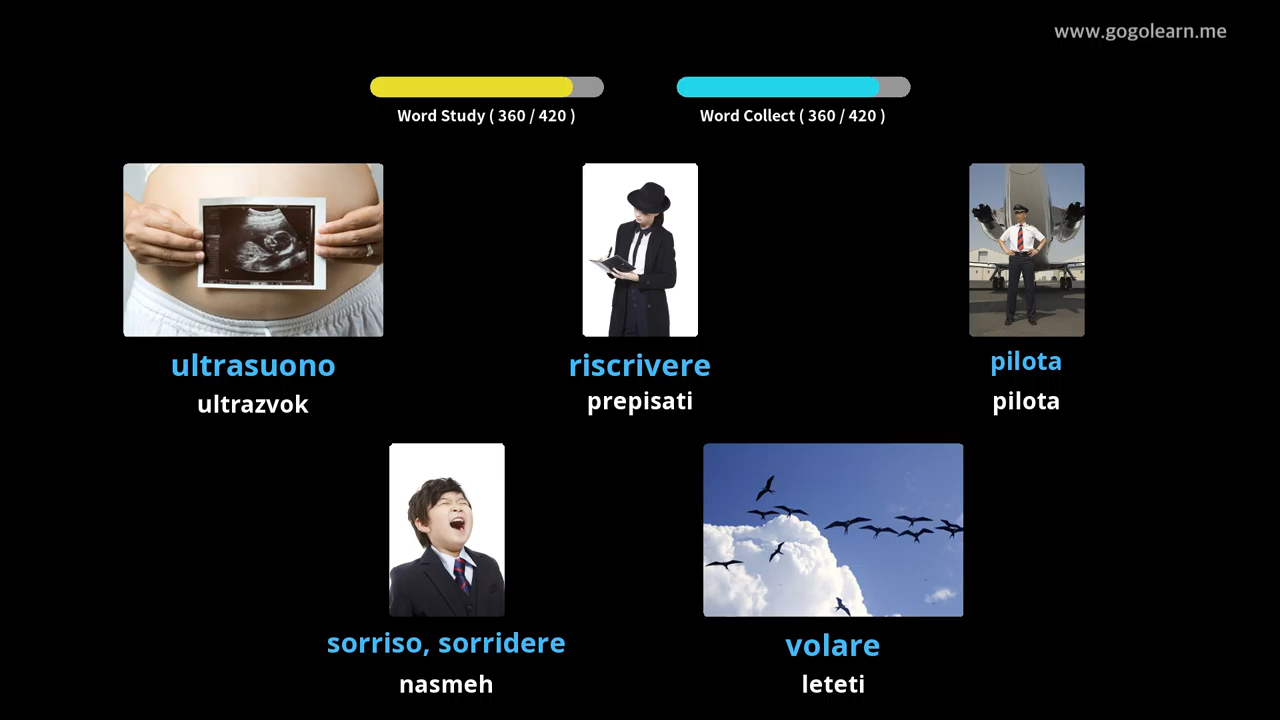 www.gogolearn.me
Word Study ( 360 / 420 )
Word Collect ( 360 / 420 )
ultrasuono
ultrazvok
riscrivere
prepisati
pilota
pilota
sorriso, sorridere
nasmeh
volare
leteti